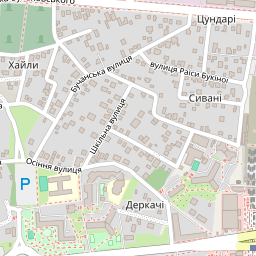 Цундарі
Хайли
Бучанська вулиця
вулиця Раїси Букіної
Сивані
Шкільна вулиця
Осіння вулиця
P
Деркачі